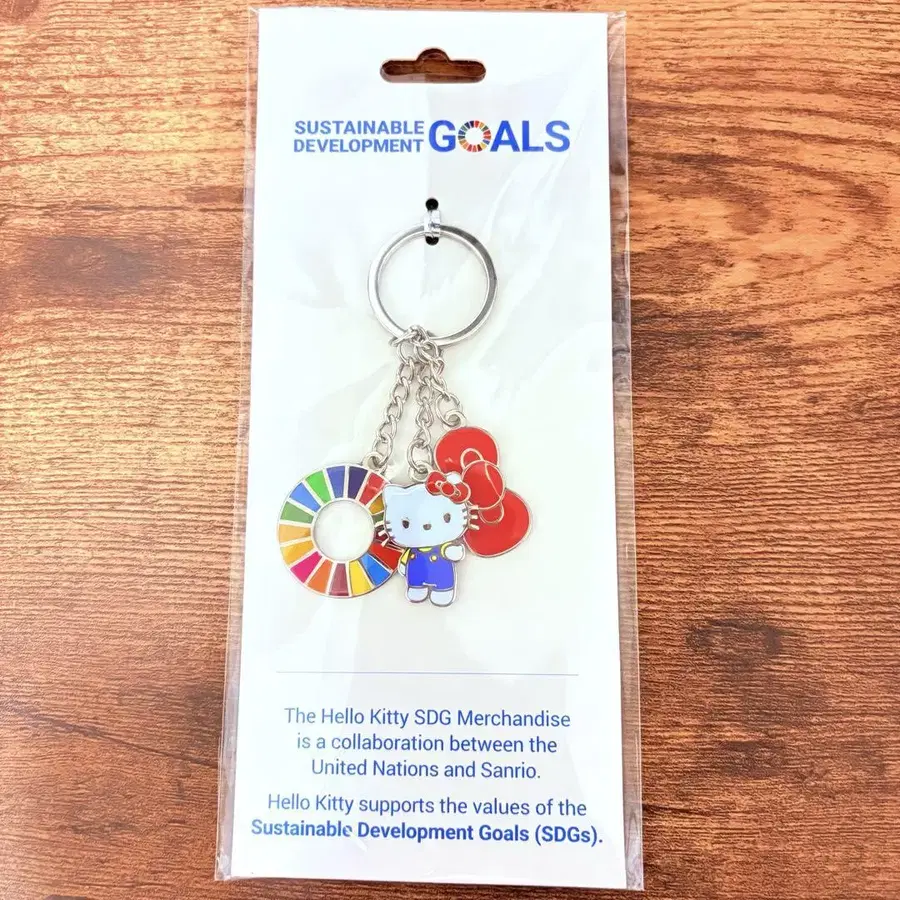 SUSTAINABLE
DEVELOPMENT GOALS
The Hello Kitty SDG Merchandise
is a collaboration between the
United Nations and Sanrio.
Hello Kitty supports the values of the
Sustainable Development Goals (SDGs).